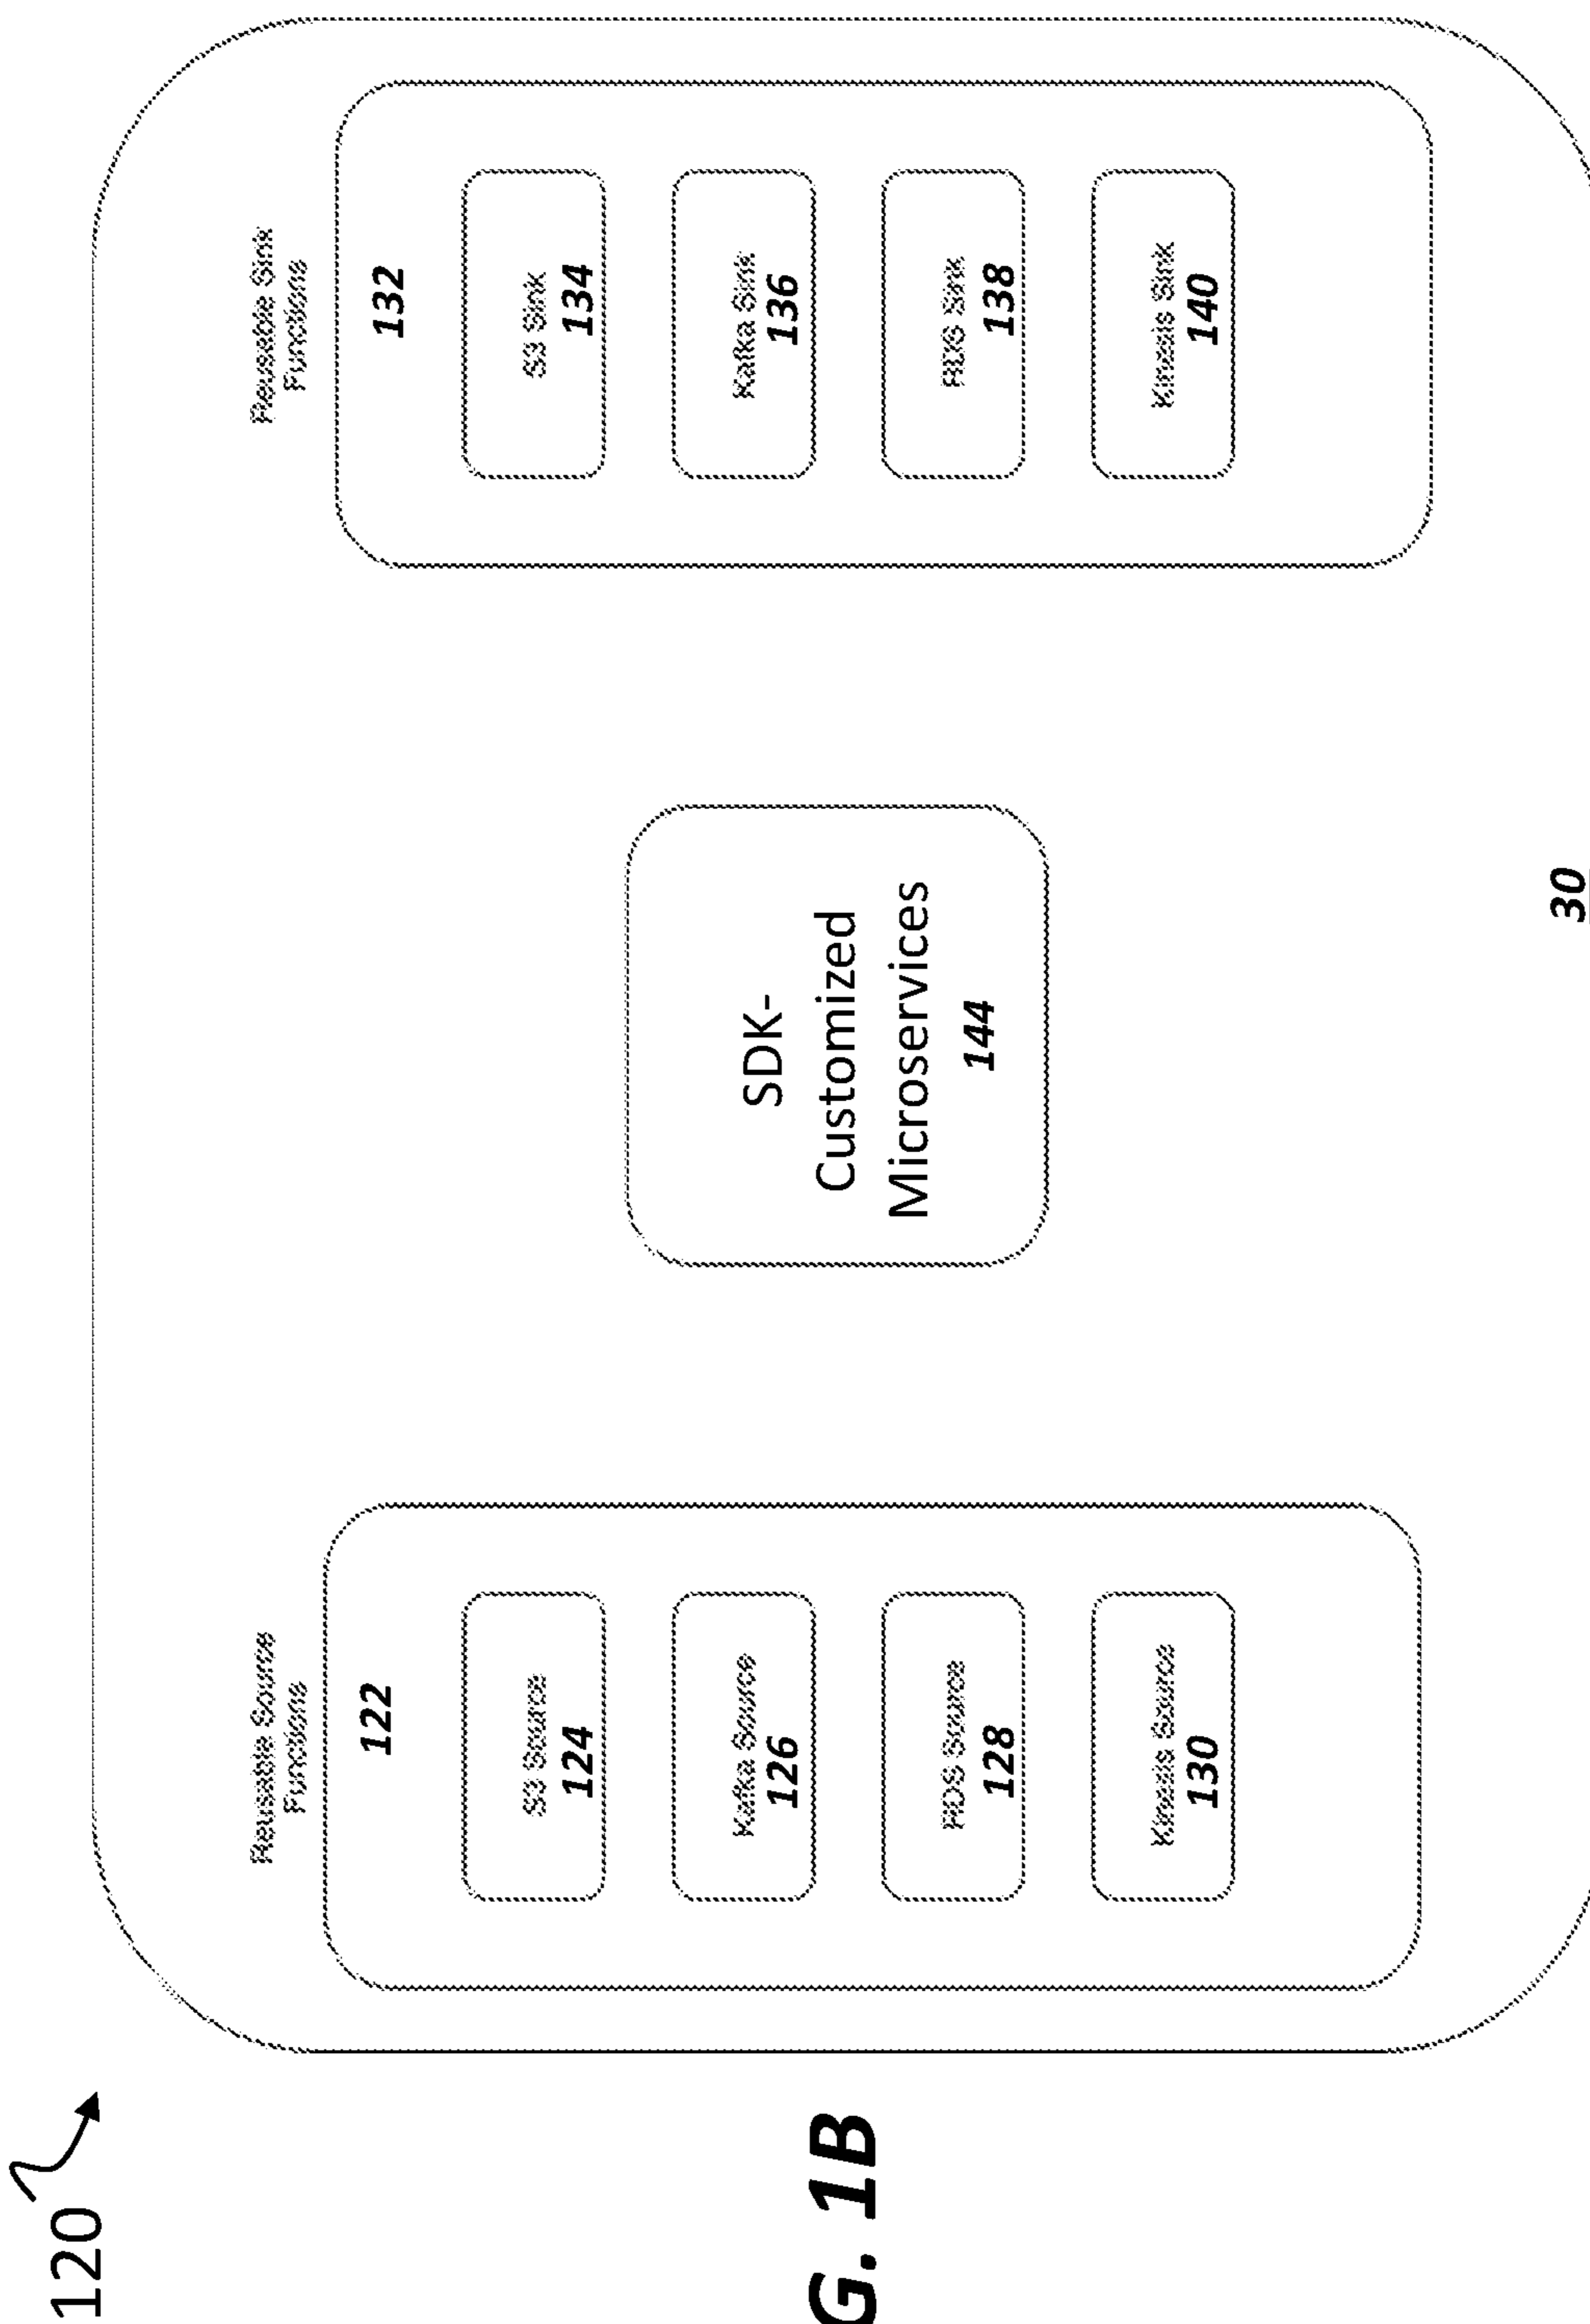 120
Reusable Source
Functions
122
S3 Source
124
Kafka Source
126
RDS Source
128
Kinesis Source
130
SDK-
Customized
Microservices
144
Reusable Sink
Functions
132
S3 Sink
134
Kafka Sink
136
RDS Sink
138
Kinesis Sink
140
30
G. 1B